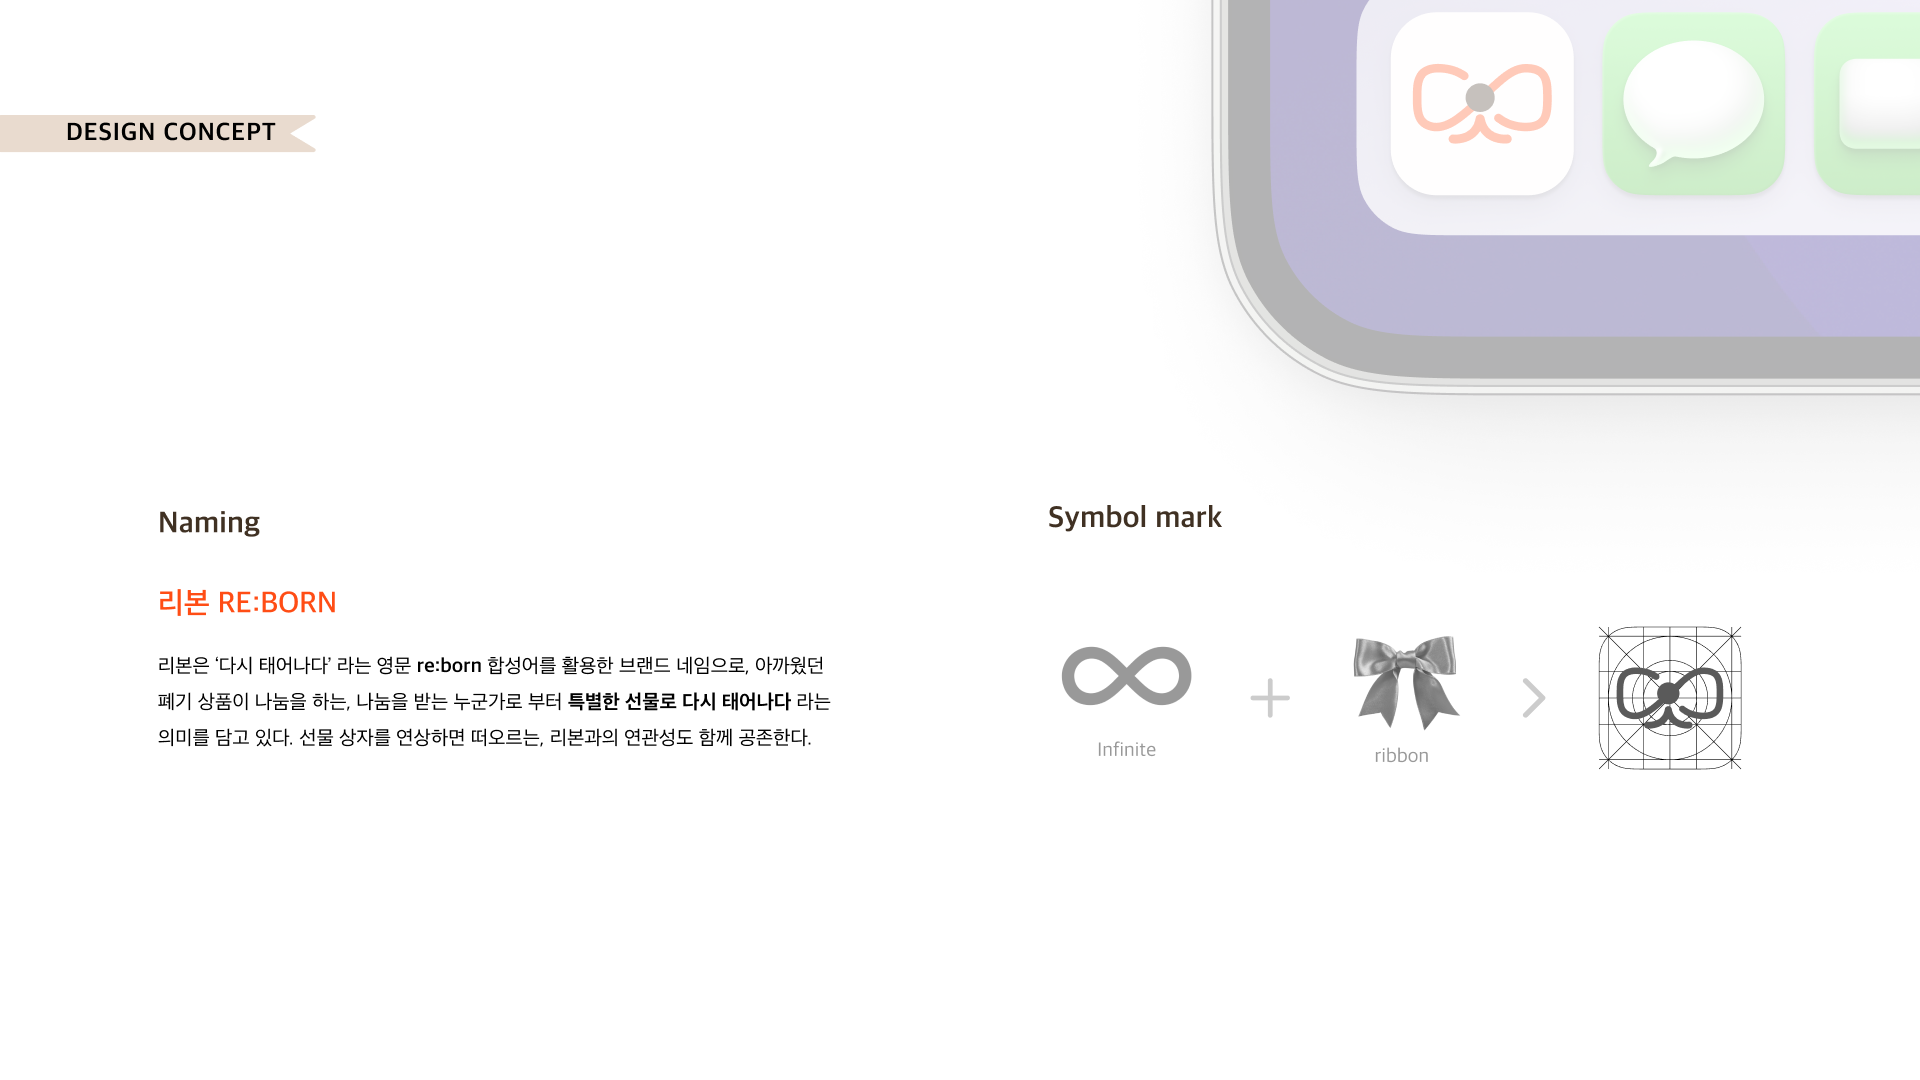 DESIGN CONCEPT
Naming
리본 RE:BORN
리본은 ‘다시 태어나다’ 라는 영문 re:born 합성어를 활용한 브랜드 네임으로, 아까웠던
폐기 상품이 나눔을 하는, 나눔을 받는 누군가로 부터 특별한 선물로 다시 태어나다 라는
의미를 담고 있다. 선물 상자를 연상하면 떠오르는, 리본과의 연관성도 함께 공존한다.
Symbol mark
Infinite
ribbon